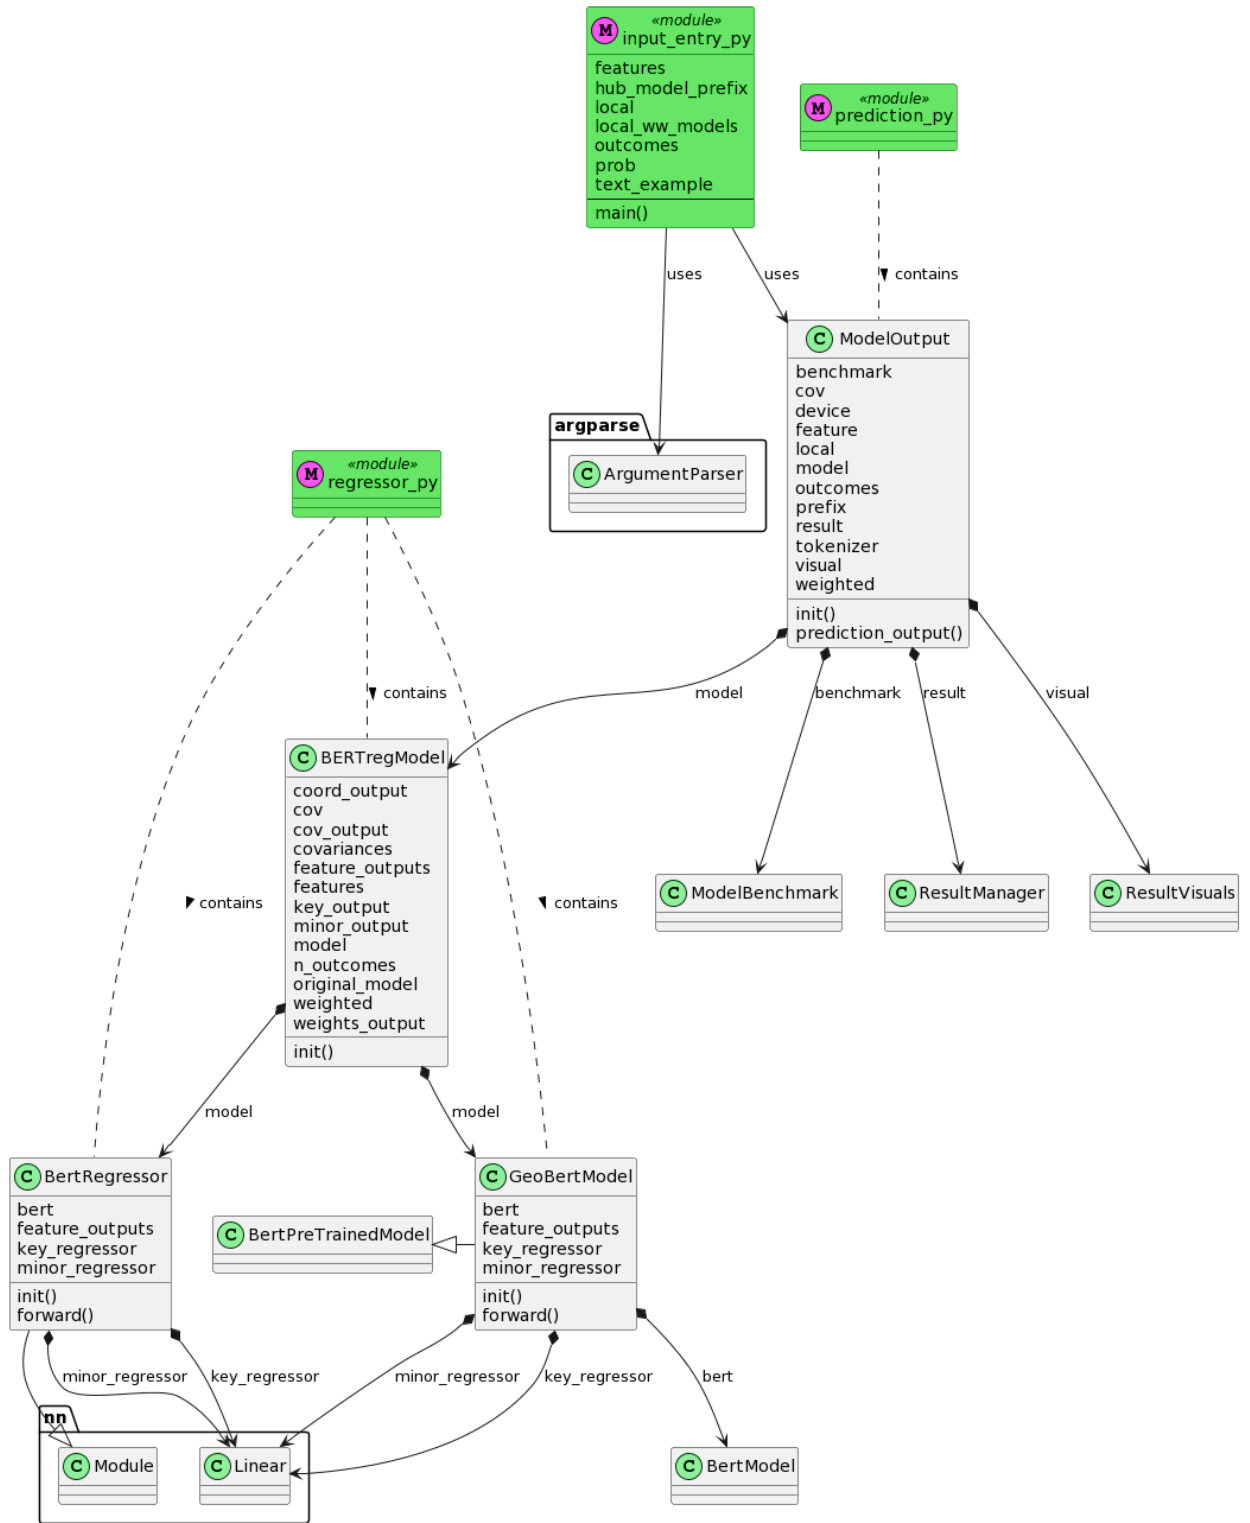 M
«module»
input_entry_py
features
hub_model_prefix
local
local_ww_models
outcomes
prob
text_example
main()
M
«module»
prediction_py
uses
uses
contains
C
ModelOutput
benchmark
cov
device
feature
local
model
outcomes
prefix
result
tokenizer
visual
weighted
init()
prediction_output()
argparse
C
ArgumentParser
M
«module»
regressor_py
contains
model
benchmark
result
visual
C
BERTregModel
coord_output
cov
cov_output
covariances
feature_outputs
features
key_output
minor_output
model
n_outcomes
original_model
weighted
weights_output
init()
C
ModelBenchmark
C
ResultManager
C
ResultVisuals
contains
contains
model
model
C
BertRegressor
bert
feature_outputs
key_regressor
minor_regressor
init()
forward()
C
BertPreTrainedModel
C
GeoBertModel
bert
feature_outputs
key_regressor
minor_regressor
init()
forward()
minor_regressor
key_regressor
minor_regressor
key_regressor
bert
nn
C
Module
C
Linear
C
BertModel